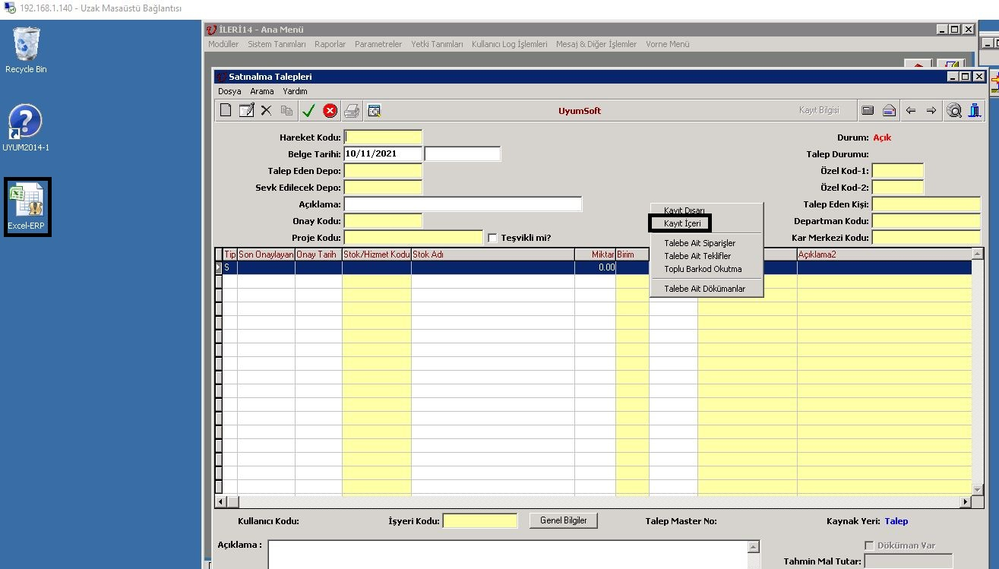 192.168.1.140 - Uzak Masaüstü Bağlantısı
Recycle Bin
UYUM2014-1
Excel-ERP
İLERİ14 - Ana Menü
Modüller Sistem Tanımları Raporlar Parametreler Yetki Tanımları Kullanıcı Log İşlemleri Mesaj & Diğer İşlemler Vorne Menü
Satınalma Talepleri
Dosya Arama Yardım
UyumSoft Kayıt Bilgisi
Hareket Kodu: Durum: Açık
Belge Tarihi: 10/11/2021 Talep Durumu:
Talep Eden Depo: Özel Kod-1:
Sevk Edilecek Depo: Özel Kod-2:
Açıklama: Talep Eden Kişi:
Onay Kodu: Departman Kodu:
Proje Kodu: Teşvikli mi? Kar Merkezi Kodu:
Kayıt Dışarı
Kayıt İçeri
Talebe Ait Siparişler
Talebe Ait Teklifler
Toplu Barkod Okutma
Talebe Ait Dökümanlar
Tip Son Onaylayan Onay Tarih Stok/Hizmet Kodu Stok Adı Miktar Birim Açıklama2
S 0.00
Kullanıcı Kodu: İşyeri Kodu: Genel Bilgiler Talep Master No: Kaynak Yeri: Talep
Açıklama : Döküman Var
Tahmin Mal Tutar: